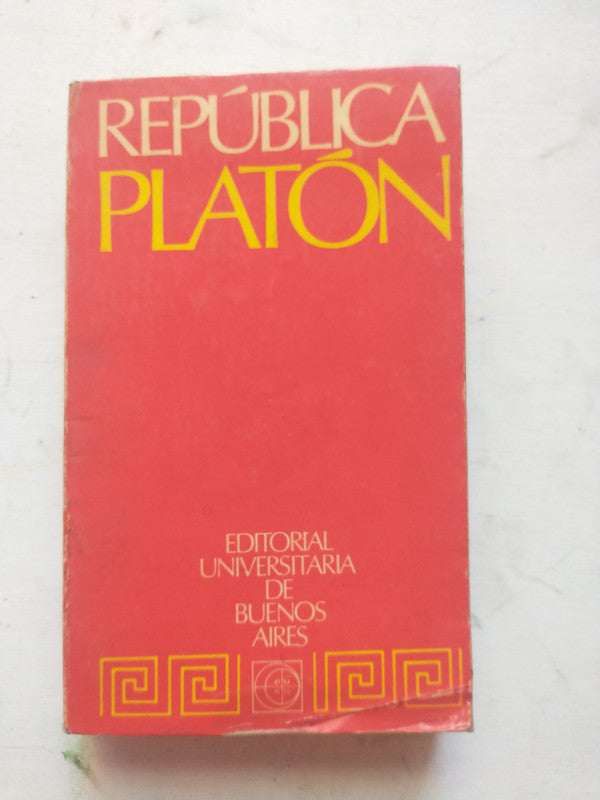 REPÚBLICA
PLATÓN
EDITORIAL
UNIVERSITARIA
DE
BUENOS
AIRES